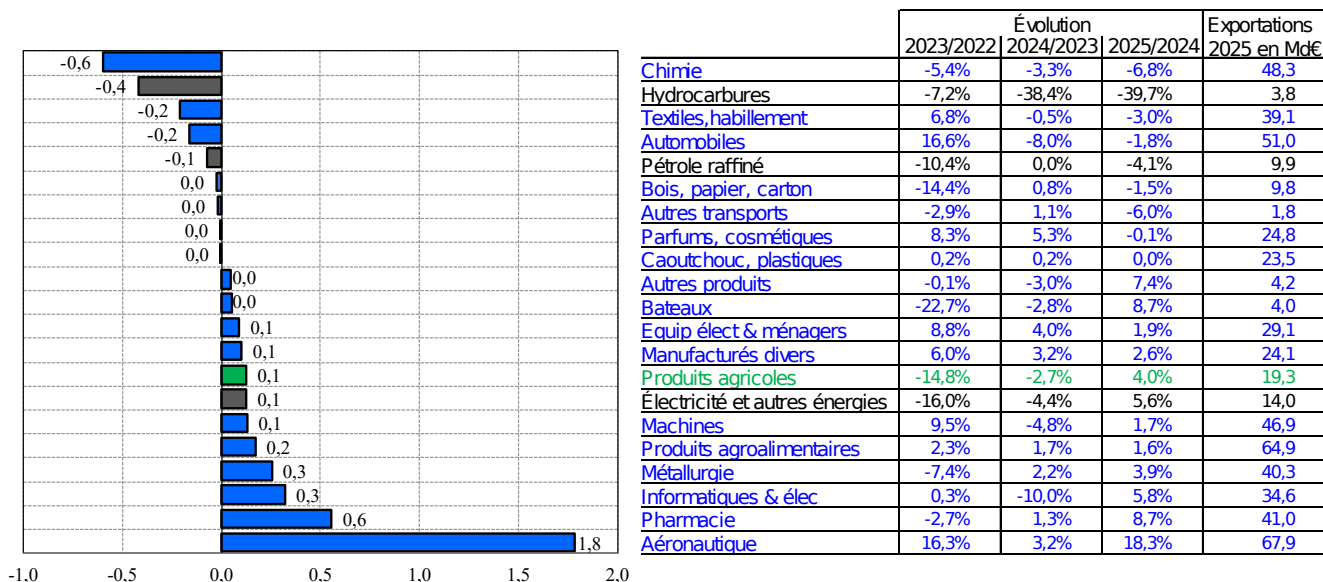 Évolution Exportations
2023/2022 2024/2023 2025/2024 2025 en Md€
-0,6 Chimie -5,4% -3,3% -6,8% 48,3
-0,4 Hydrocarbures -7,2% -38,4% -39,7% 3,8
-0,2 Textiles,habillement 6,8% -0,5% -3,0% 39,1
-0,2 Automobiles 16,6% -8,0% -1,8% 51,0
-0,1 Pétrole raffiné -10,4% 0,0% -4,1% 9,9
0,0 Bois, papier, carton -14,4% 0,8% -1,5% 9,8
0,0 Autres transports -2,9% 1,1% -6,0% 1,8
0,0 Parfums, cosmétiques 8,3% 5,3% -0,1% 24,8
0,0 Caoutchouc, plastiques 0,2% 0,2% 0,0% 23,5
0,0 Autres produits -0,1% -3,0% 7,4% 4,2
0,0 Bateaux -22,7% -2,8% 8,7% 4,0
0,1 Equip élect & ménagers 8,8% 4,0% 1,9% 29,1
0,1 Manufacturés divers 6,0% 3,2% 2,6% 24,1
0,1 Produits agricoles -14,8% -2,7% 4,0% 19,3
0,1 Électricité et autres énergies -16,0% -4,4% 5,6% 14,0
0,1 Machines 9,5% -4,8% 1,7% 46,9
0,2 Produits agroalimentaires 2,3% 1,7% 1,6% 64,9
0,3 Métallurgie -7,4% 2,2% 3,9% 40,3
0,3 Informatiques & élec 0,3% -10,0% 5,8% 34,6
0,6 Pharmacie -2,7% 1,3% 8,7% 41,0
1,8 Aéronautique 16,3% 3,2% 18,3% 67,9
-1,0 -0,5 0,0 0,5 1,0 1,5 2,0